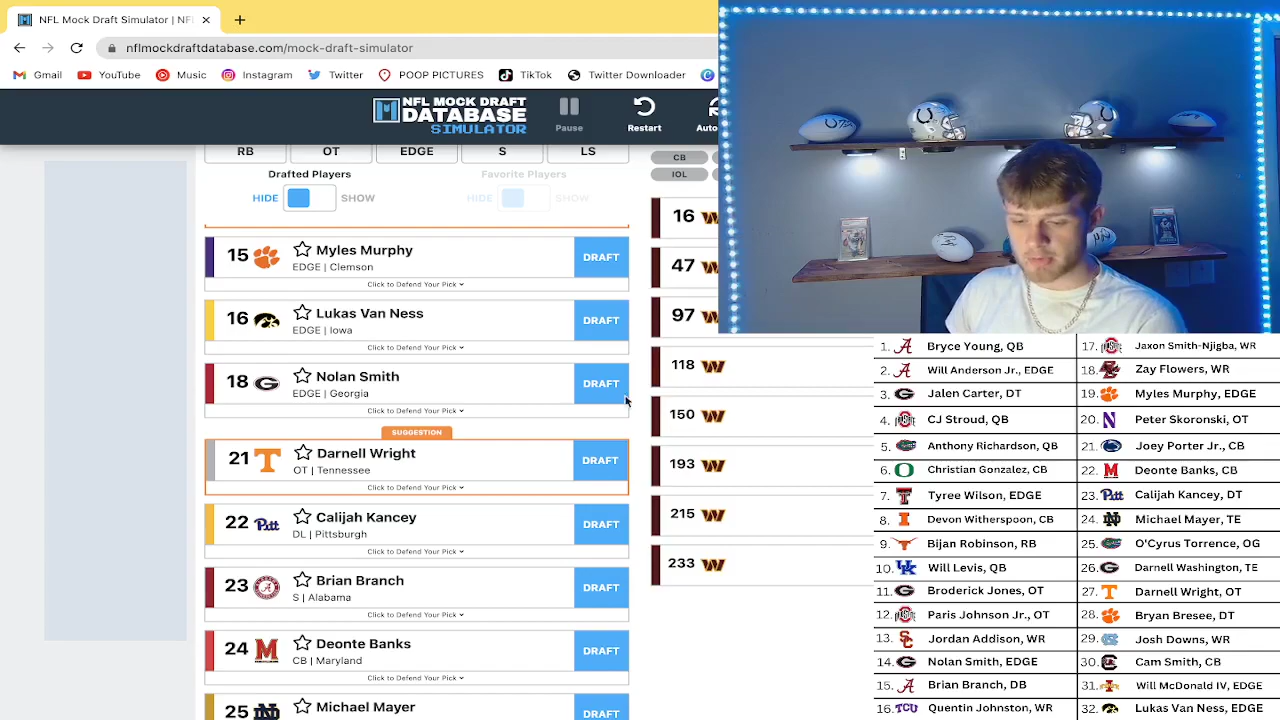 NFL Mock Draft Simulator | NFL
nflmockdraftdatabase.com/mock-draft-simulator
Gmail YouTube Music Instagram Twitter POOP PICTURES TikTok Twitter Downloader
NFL MOCK DRAFT
DATABASE
SIMULATOR
Pause Restart Auto
RB OT EDGE S LS
CB
IOL
Drafted Players Favorite Players
HIDE SHOW HIDE SHOW
15 Myles Murphy DRAFT
EDGE | Clemson
Click to Defend Your Pick
16 Lukas Van Ness DRAFT
EDGE | Iowa
Click to Defend Your Pick
18 Nolan Smith DRAFT
EDGE | Georgia
Click to Defend Your Pick
SUGGESTION
21 Darnell Wright DRAFT
OT | Tennessee
Click to Defend Your Pick
22 Pitt Calijah Kancey DRAFT
DL | Pittsburgh
Click to Defend Your Pick
23 Brian Branch DRAFT
S | Alabama
Click to Defend Your Pick
24 Deonte Banks DRAFT
CB | Maryland
Click to Defend Your Pick
25 Michael Mayer DRAFT
16
47
97
118
150
193
215
233
1. Bryce Young, QB
2. Will Anderson Jr., EDGE
3. Jalen Carter, DT
4. CJ Stroud, QB
5. Anthony Richardson, QB
6. Christian Gonzalez, CB
7. Tyree Wilson, EDGE
8. Devon Witherspoon, CB
9. Bijan Robinson, RB
10. Will Levis, QB
11. Broderick Jones, OT
12. Paris Johnson Jr., OT
13. Jordan Addison, WR
14. Nolan Smith, EDGE
15. Brian Branch, DB
16. TCU Quentin Johnston, WR
17. Jaxon Smith-Njigba, WR
18. Zay Flowers, WR
19. Myles Murphy, EDGE
20. Peter Skoronski, OT
21. Joey Porter Jr., CB
22. Deonte Banks, CB
23. Pitt Calijah Kancey, DT
24. Michael Mayer, TE
25. O'Cyrus Torrence, OG
26. Darnell Washington, TE
27. Darnell Wright, OT
28. Bryan Bresee, DT
29. Josh Downs, WR
30. Cam Smith, CB
31. Will McDonald IV, EDGE
32. Lukas Van Ness, EDGE